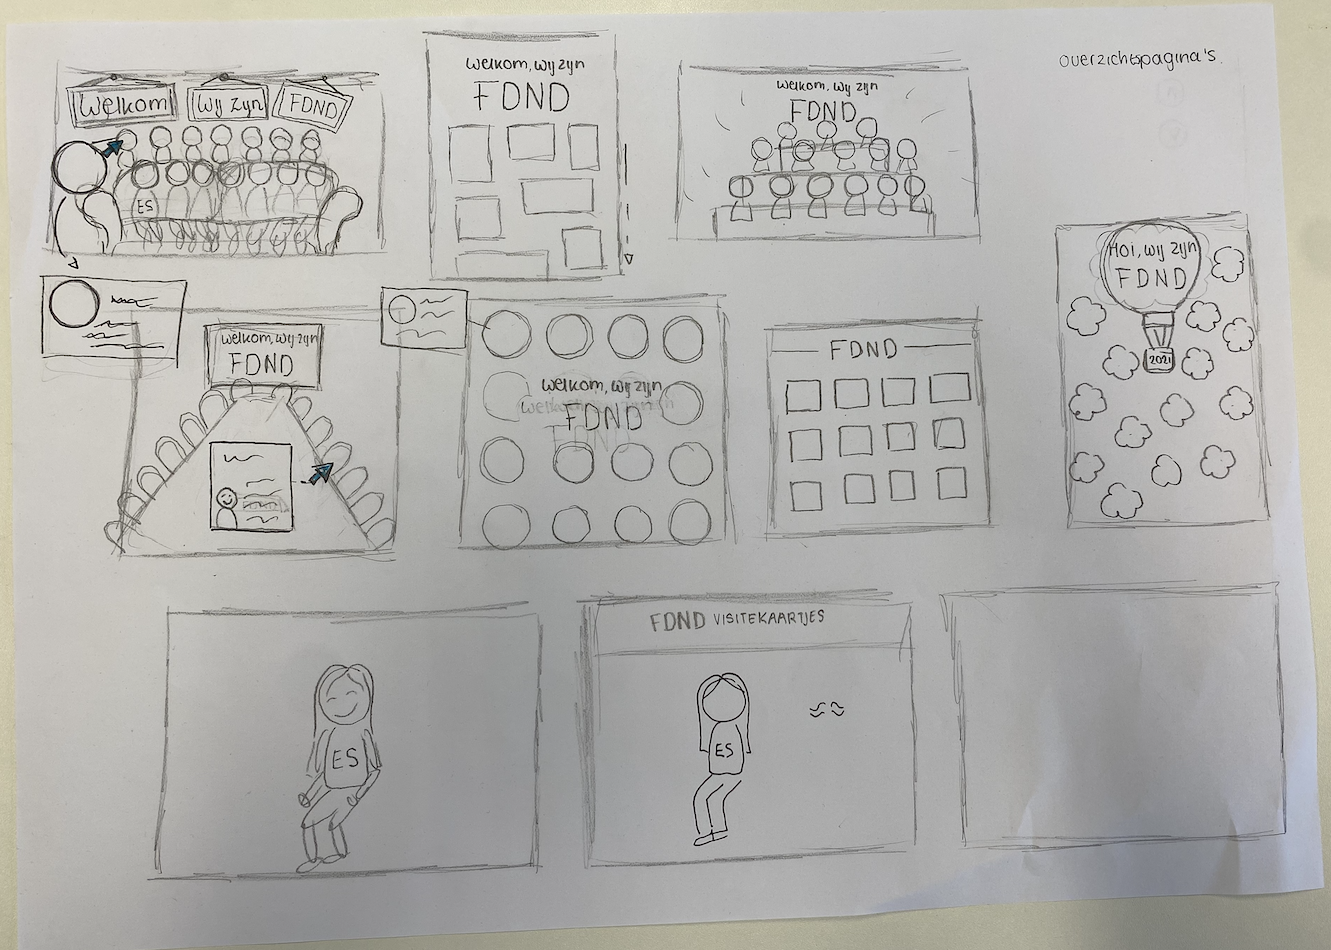 overzichtspagina's.
Welkom
Wij zijn
FDND
ES
Welkom, wij zijn
FDND
Welkom, wij zijn
FDND
Hoi, wij zijn
FDND
2021
Welkom, wij zijn
FDND
Welkom, wij zijn
FDND
FDND
ES
FDND VISITEKAARTJES
ES